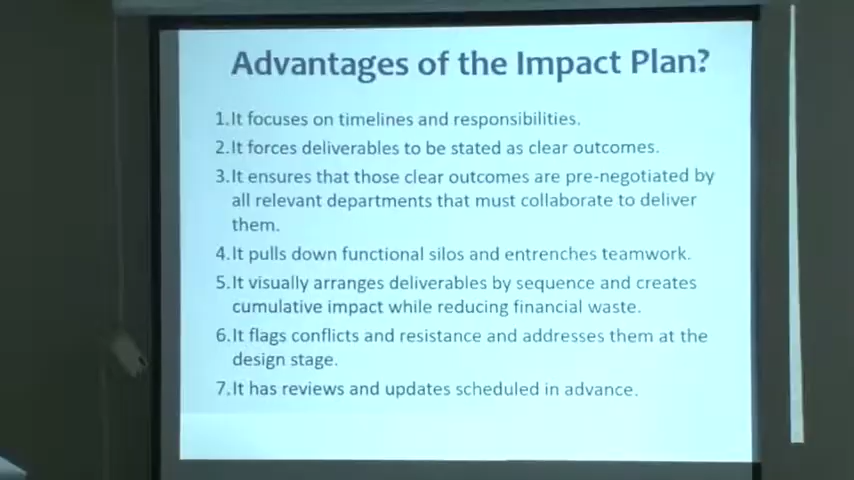 Advantages of the Impact Plan?
1.It focuses on timelines and responsibilities.
2.It forces deliverables to be stated as clear outcomes.
3.It ensures that those clear outcomes are pre-negotiated by
all relevant departments that must collaborate to deliver
them.
4.It pulls down functional silos and entrenches teamwork.
5.It visually arranges deliverables by sequence and creates
cumulative impact while reducing financial waste.
6.It flags conflicts and resistance and addresses them at the
design stage.
7.It has reviews and updates scheduled in advance.